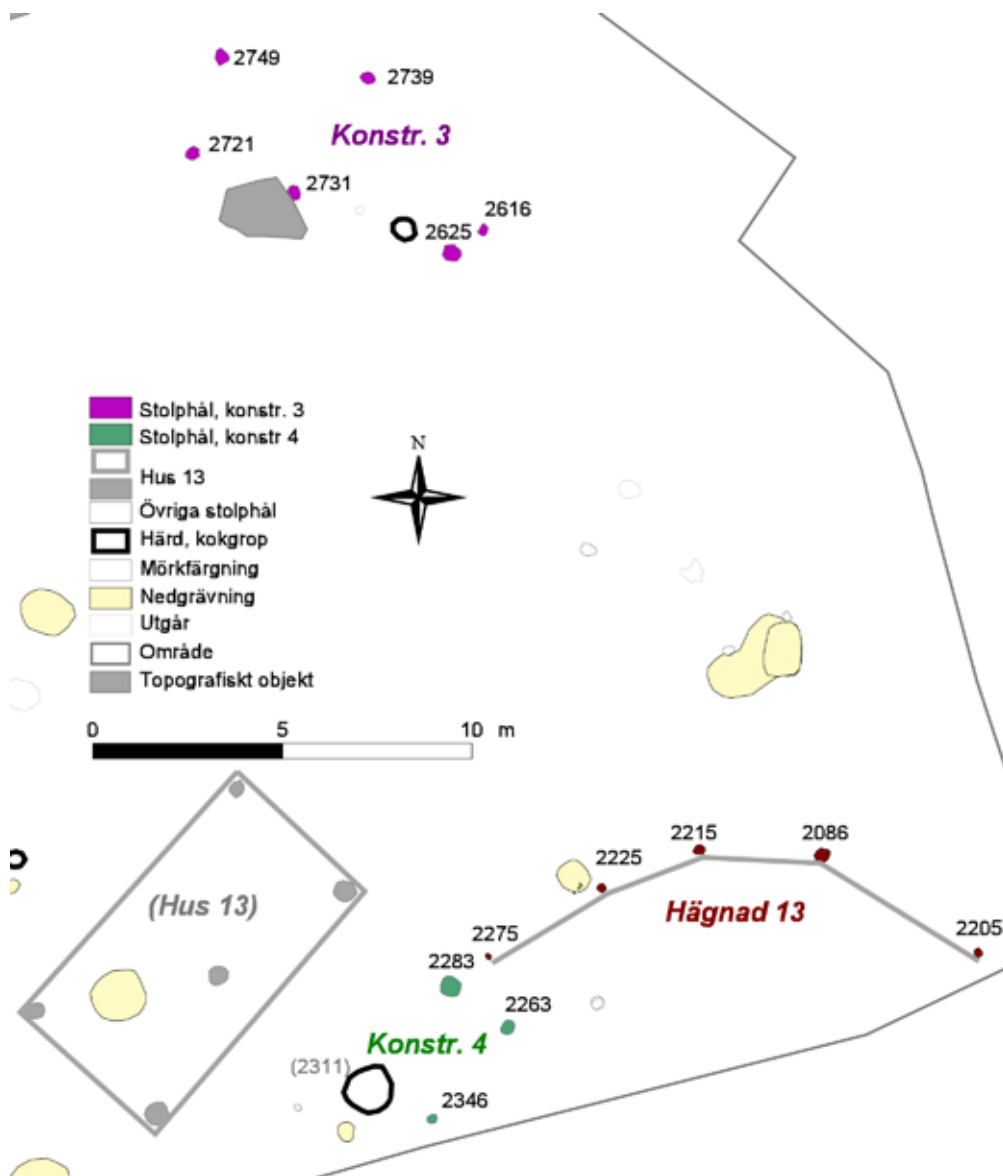 2749
2739
Konstr. 3
2721
2731
2616
2625
Stolphål, konstr. 3
Stolphål, konstr 4
Hus 13
Övriga stolphål
Härd, kokgrop
Mörkfärgning
Nedgrävning
Utgår
Område
Topografiskt objekt
N
0 5 10 m
2215
2086
2225
(Hus 13)
Hägnad 13
2275
2205
2283
2263
Konstr. 4
(2311)
2346